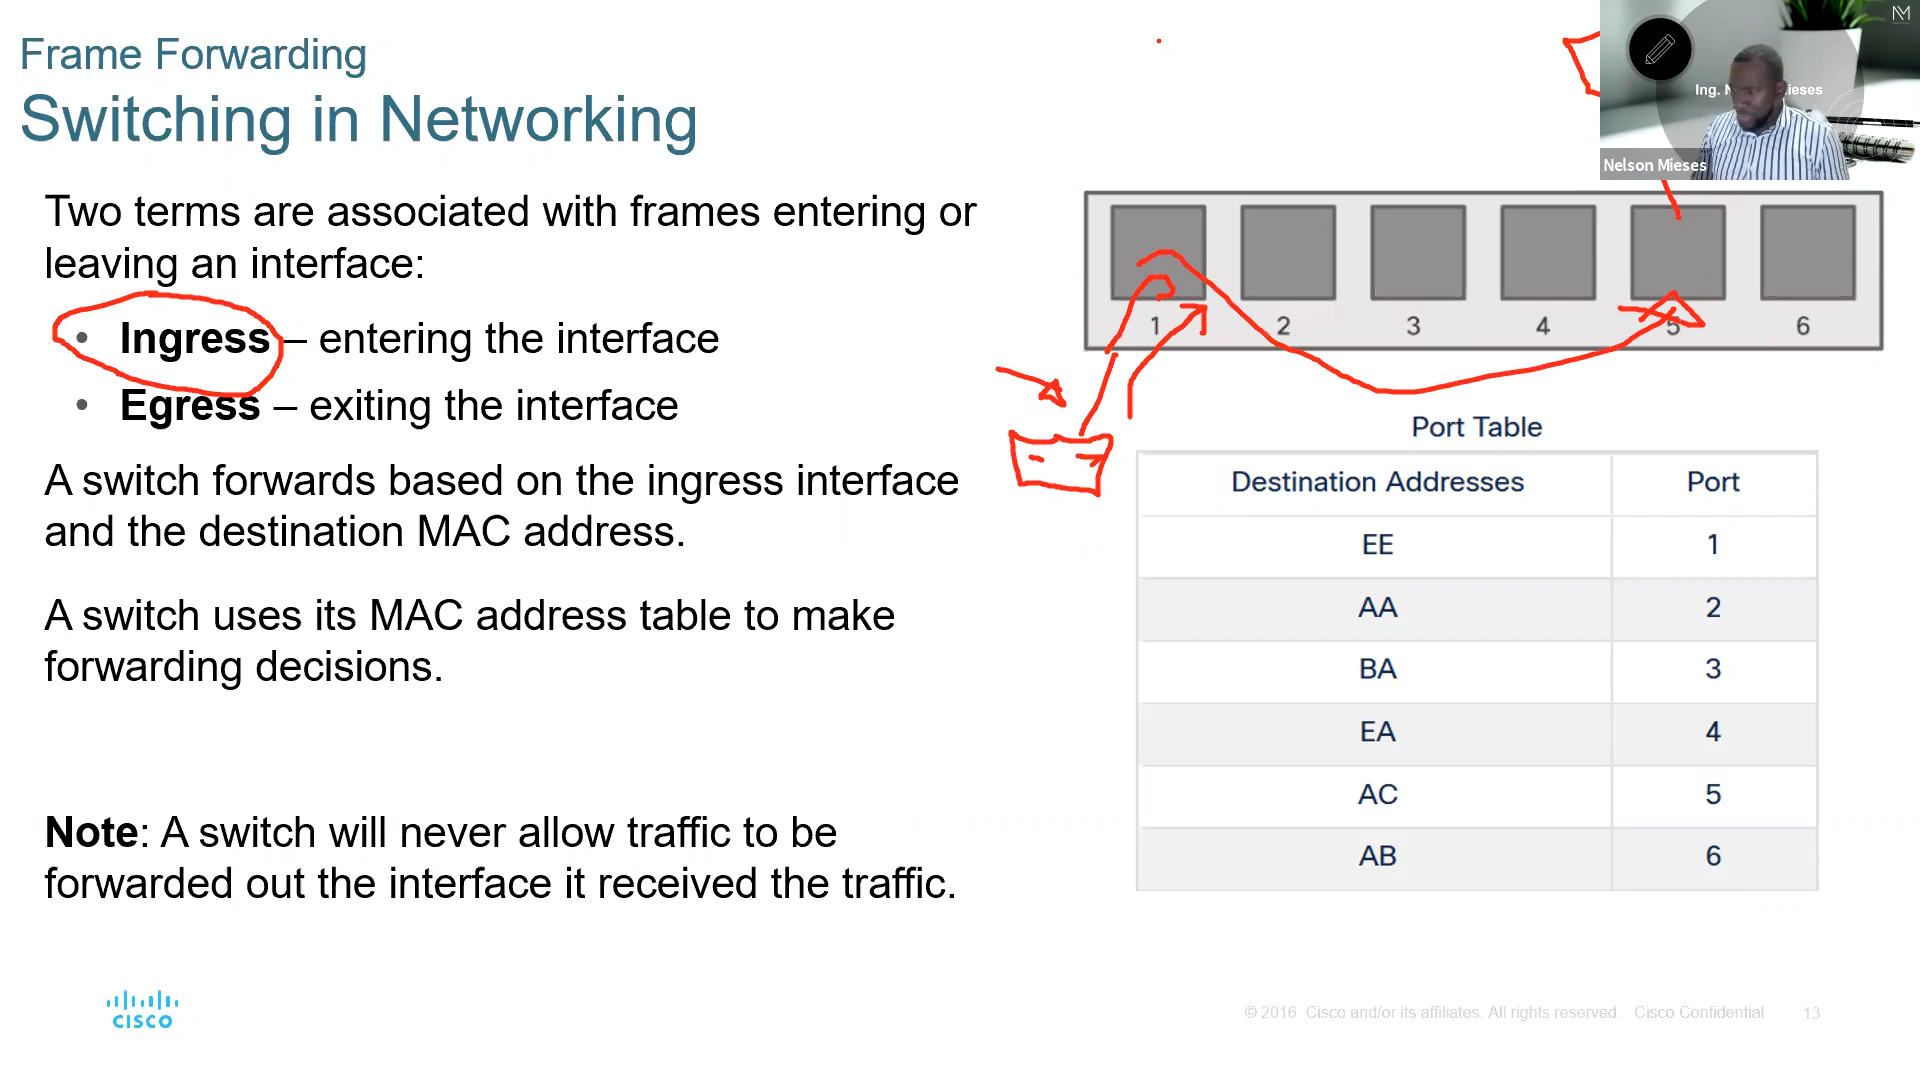 Frame Forwarding
Switching in Networking
Two terms are associated with frames entering or
leaving an interface:
• Ingress – entering the interface
• Egress – exiting the interface
A switch forwards based on the ingress interface
and the destination MAC address.
A switch uses its MAC address table to make
forwarding decisions.
Note: A switch will never allow traffic to be
forwarded out the interface it received the traffic.
Ing.
Nelson Mieses
1 2 3 4 5 6
Port Table
Destination Addresses Port
EE 1
AA 2
BA 3
EA 4
AC 5
AB 6
CISCO
© 2016 Cisco and/or its affiliates. All rights reserved. Cisco Confidential 13